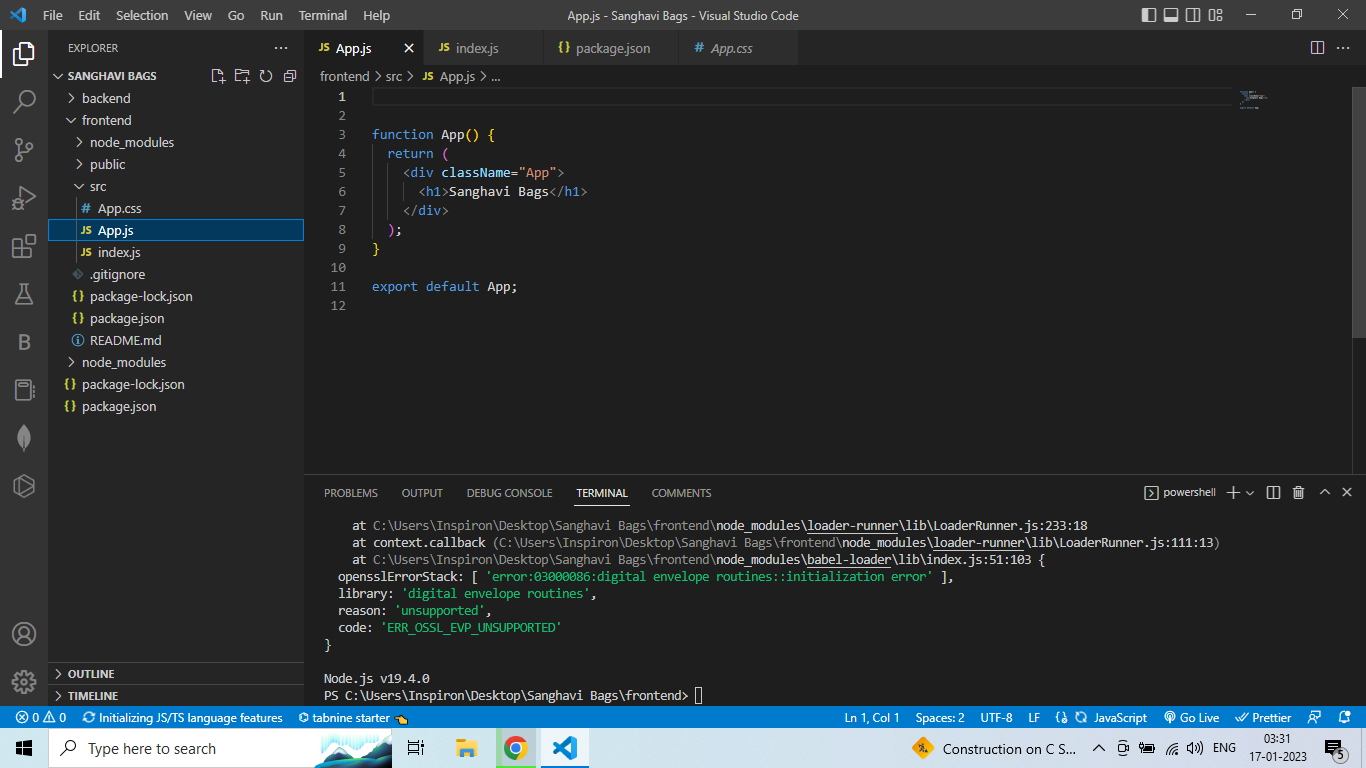 File Edit Selection View Go Run Terminal Help App.js - Sanghavi Bags - Visual Studio Code
EXPLORER
SANGHAVI BAGS
backend
frontend
node_modules
public
src
# App.css
JS App.js
JS index.js
.gitignore
{} package-lock.json
{} package.json
README.md
node_modules
{} package-lock.json
{} package.json
OUTLINE
TIMELINE
JS App.js JS index.js {} package.json # App.css
frontend > src > JS App.js > ...
1
2
3 function App() {
4 return (
5 <div className="App">
6 <h1>Sanghavi Bags</h1>
7 </div>
8 );
9 }
10
11 export default App;
12
PROBLEMS OUTPUT DEBUG CONSOLE TERMINAL COMMENTS powershell
at C:\Users\Inspiron\Desktop\Sanghavi Bags\frontend\node_modules\loader-runner\lib\LoaderRunner.js:233:18
at context.callback (C:\Users\Inspiron\Desktop\Sanghavi Bags\frontend\node_modules\loader-runner\lib\LoaderRunner.js:111:13)
at C:\Users\Inspiron\Desktop\Sanghavi Bags\frontend\node_modules\babel-loader\lib\index.js:51:103 {
opensslErrorStack: [ 'error:03000086:digital envelope routines::initialization error' ],
library: 'digital envelope routines',
reason: 'unsupported',
code: 'ERR_OSSL_EVP_UNSUPPORTED'
}
Node.js v19.4.0
PS C:\Users\Inspiron\Desktop\Sanghavi Bags\frontend>
0 0 Initializing JS/TS language features tabnine starter Ln 1, Col 1 Spaces: 2 UTF-8 LF JavaScript Go Live Prettier
Type here to search Construction on C S... ENG 03:31
17-01-2023 5